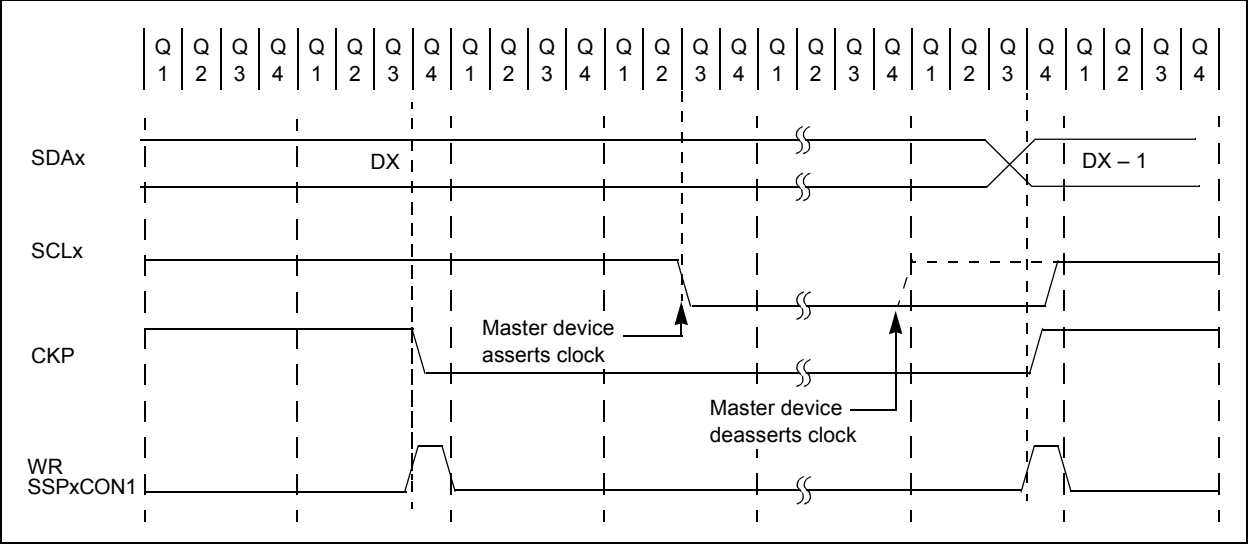 Q Q Q Q Q Q Q Q Q Q Q Q Q Q Q Q Q Q Q Q Q Q Q Q Q Q Q Q
1 2 3 4 1 2 3 4 1 2 3 4 1 2 3 4 1 2 3 4 1 2 3 4 1 2 3 4
SDAx
DX
DX – 1
SCLx
Master device
asserts clock
CKP
Master device
deasserts clock
WR
SSPxCON1